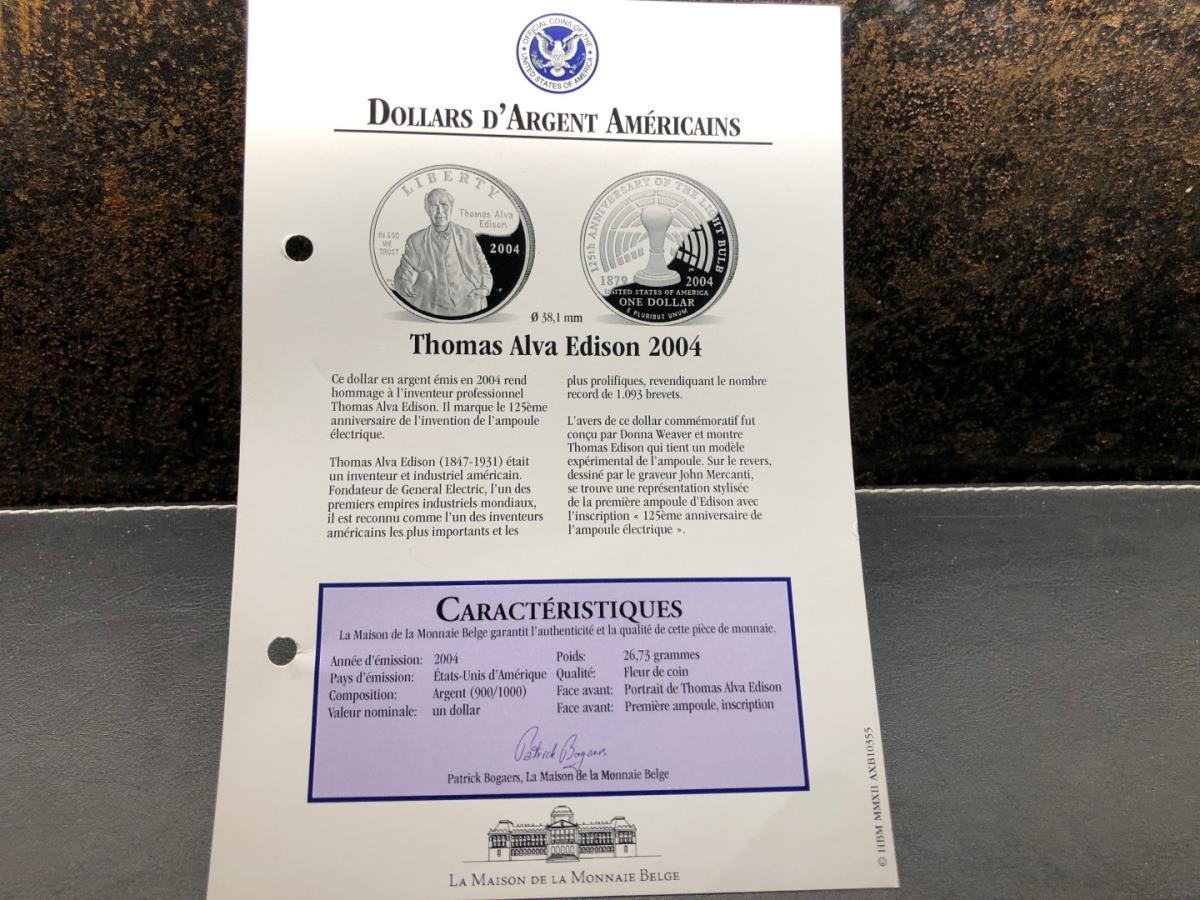 OFFICIAL COINS OF THE
UNITED STATES OF AMERICA
DOLLARS D'ARGENT AMÉRICAINS
LIBERTY
Thomas Alva
Edison
IN GOD
WE
TRUST
2004
125th ANNIVERSARY OF THE LIGHT BULB
1879 2004
UNITED STATES OF AMERICA
ONE DOLLAR
E PLURIBUS UNUM
Ø 38,1 mm
Thomas Alva Edison 2004
Ce dollar en argent émis en 2004 rend
hommage à l'inventeur professionnel
Thomas Alva Edison. Il marque le 125ème
anniversaire de l'invention de l'ampoule
électrique.
Thomas Alva Edison (1847-1931) était
un inventeur et industriel américain.
Fondateur de General Electric, l'un des
premiers empires industriels mondiaux,
il est reconnu comme l'un des inventeurs
américains les plus importants et les
plus prolifiques, revendiquant le nombre
record de 1.093 brevets.
L'avers de ce dollar commémoratif fut
conçu par Donna Weaver et montre
Thomas Edison qui tient un modèle
expérimental de l'ampoule. Sur le revers,
dessiné par le graveur John Mercanti,
se trouve une représentation stylisée
de la première ampoule d'Edison avec
l'inscription « 125ème anniversaire de
l'ampoule électrique ».
CARACTÉRISTIQUES
La Maison de la Monnaie Belge garantit l'authenticité et la qualité de cette pièce de monnaie.
Année d'émission: 2004
Pays d'émission: États-Unis d'Amérique
Composition: Argent (900/1000)
Valeur nominale: un dollar
Poids: 26,73 grammes
Qualité: Fleur de coin
Face avant: Portrait de Thomas Alva Edison
Face avant: Première ampoule, inscription
Patrick Bogaers
Patrick Bogaers, La Maison de la Monnaie Belge
LA MAISON DE LA MONNAIE BELGE
© HBM MMXII AXB10355